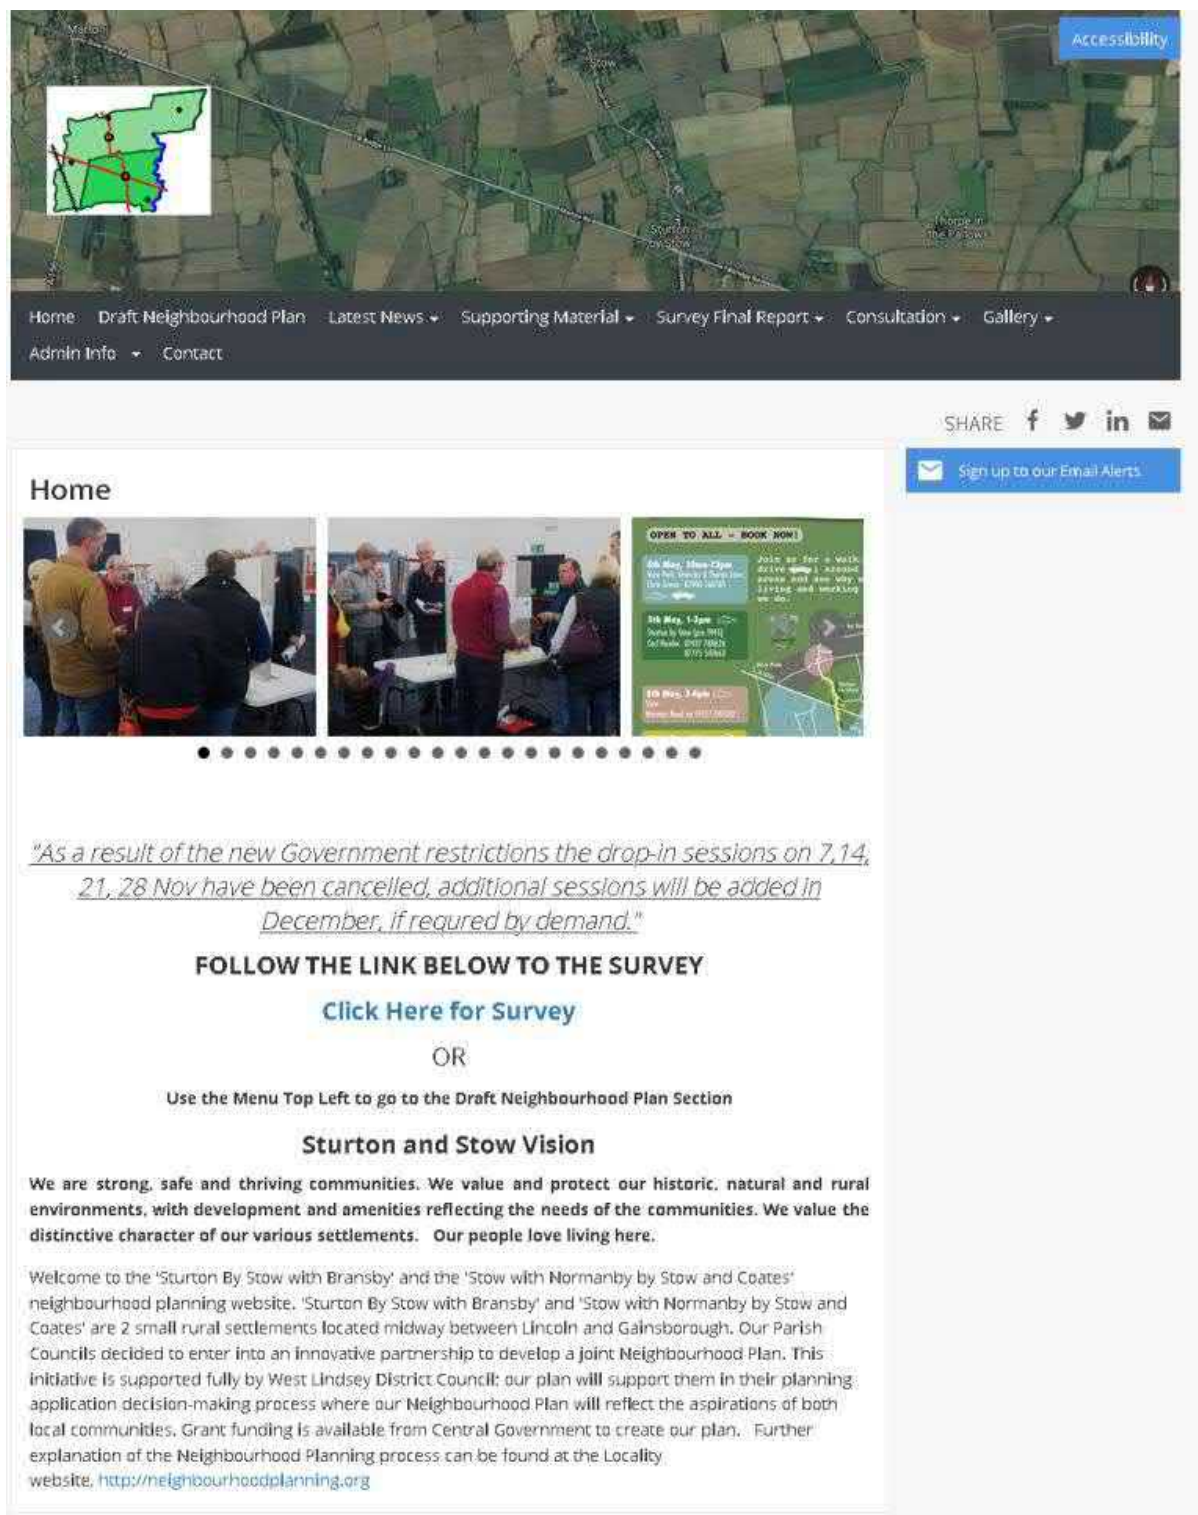 Marton
Stow
Accessibility
Sturton
by Stow
Thorpe in
the Fallows
Home Draft Neighbourhood Plan Latest News Supporting Material Survey Final Report Consultation Gallery
Admin Info Contact
SHARE
Sign up to our Email Alerts
Home
OPEN TO ALL - BOOK NOW!
5th May, 1-3pm
"As a result of the new Government restrictions the drop-in sessions on 7,14,
21, 28 Nov have been cancelled, additional sessions will be added in
December, if requred by demand."
FOLLOW THE LINK BELOW TO THE SURVEY
Click Here for Survey
OR
Use the Menu Top Left to go to the Draft Neighbourhood Plan Section
Sturton and Stow Vision
We are strong, safe and thriving communities. We value and protect our historic, natural and rural
environments, with development and amenities reflecting the needs of the communities. We value the
distinctive character of our various settlements. Our people love living here.
Welcome to the 'Sturton By Stow with Bransby' and the 'Stow with Normanby by Stow and Coates'
neighbourhood planning website. 'Sturton By Stow with Bransby' and 'Stow with Normanby by Stow and
Coates' are 2 small rural settlements located midway between Lincoln and Gainsborough. Our Parish
Councils decided to enter into an innovative partnership to develop a joint Neighbourhood Plan. This
initiative is supported fully by West Lindsey District Council; our plan will support them in their planning
application decision-making process where our Neighbourhood Plan will reflect the aspirations of both
local communities. Grant funding is available from Central Government to create our plan. Further
explanation of the Neighbourhood Planning process can be found at the Locality
website. http://neighbourhoodplanning.org